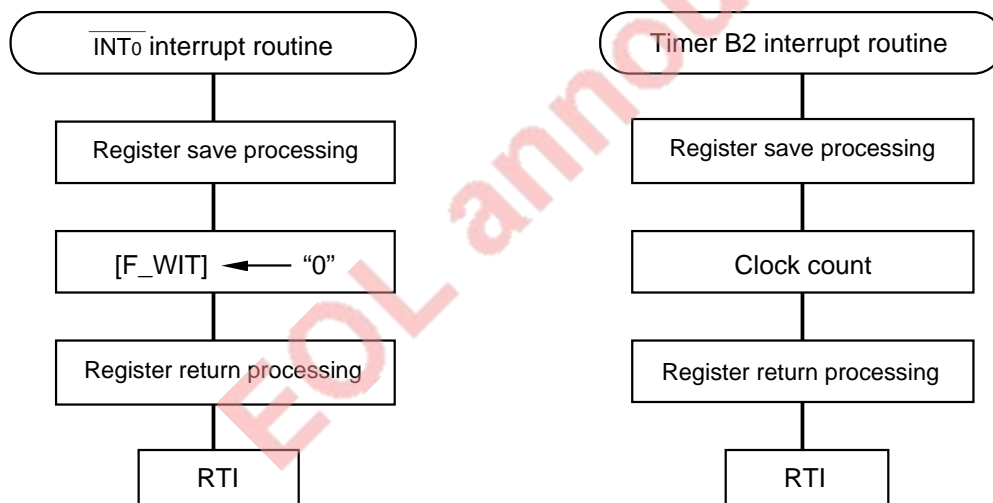 INT0 interrupt routine
Register save processing
[F_WIT] ← “0”
Register return processing
RTI
Timer B2 interrupt routine
Register save processing
Clock count
Register return processing
RTI
EOL annou